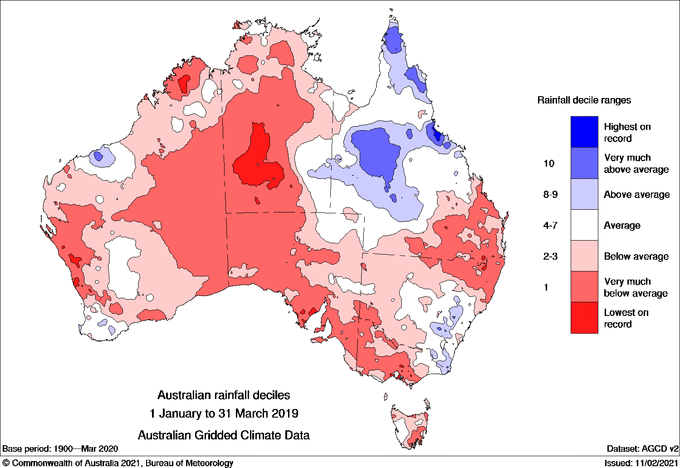 Rainfall decile ranges
Highest on
record
10
Very much
above average
8-9
Above average
4-7
Average
2-3
Below average
1
Very much
below average
Lowest on
record
Australian rainfall deciles
1 January to 31 March 2019
Australian Gridded Climate Data
Base period: 1900—Mar 2020
Dataset: AGCD v2
© Commonwealth of Australia 2021, Bureau of Meteorology
Issued: 11/02/2021